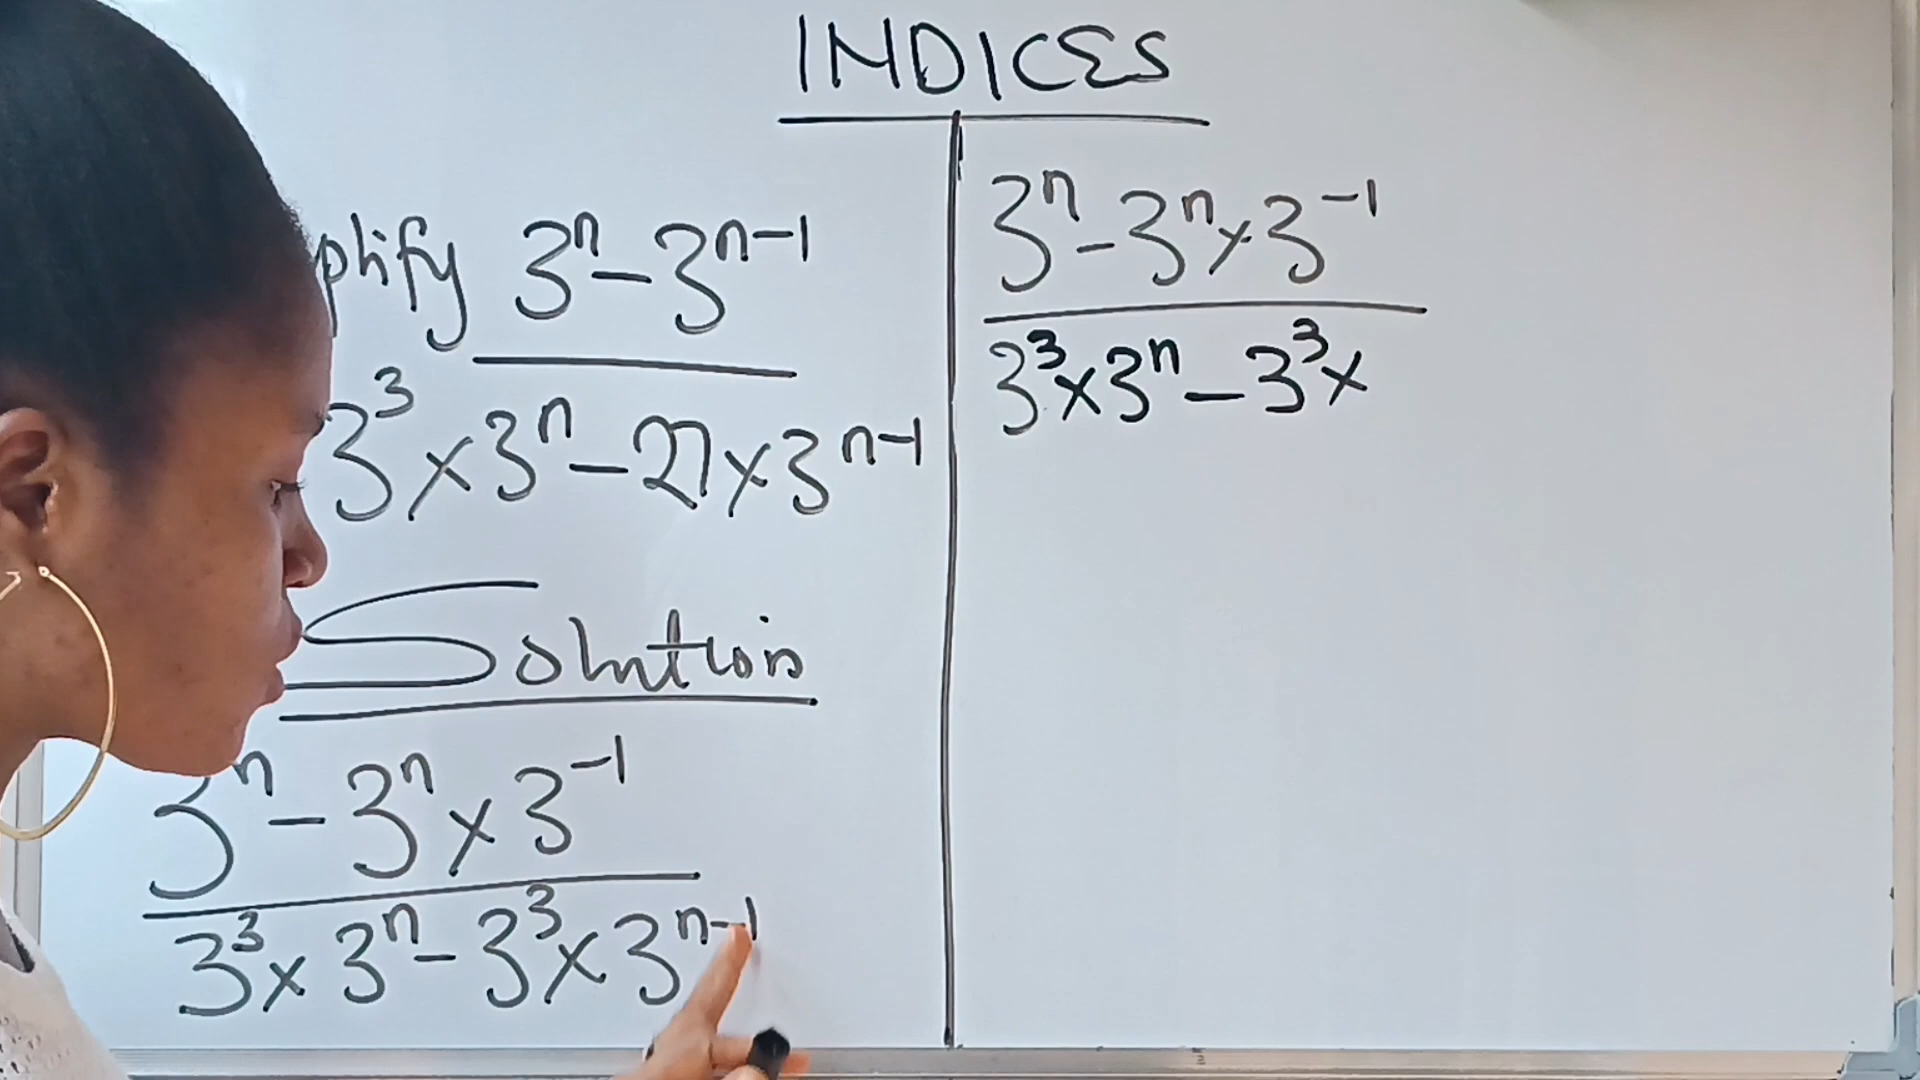 INDICES
plify 3ⁿ-3ⁿ⁻¹
3³×3ⁿ-27×3ⁿ⁻¹
Solution
3ⁿ-3ⁿ×3⁻¹
3³×3ⁿ-3³×3ⁿ⁻¹
3ⁿ-3ⁿ×3⁻¹
3³×3ⁿ-3³×